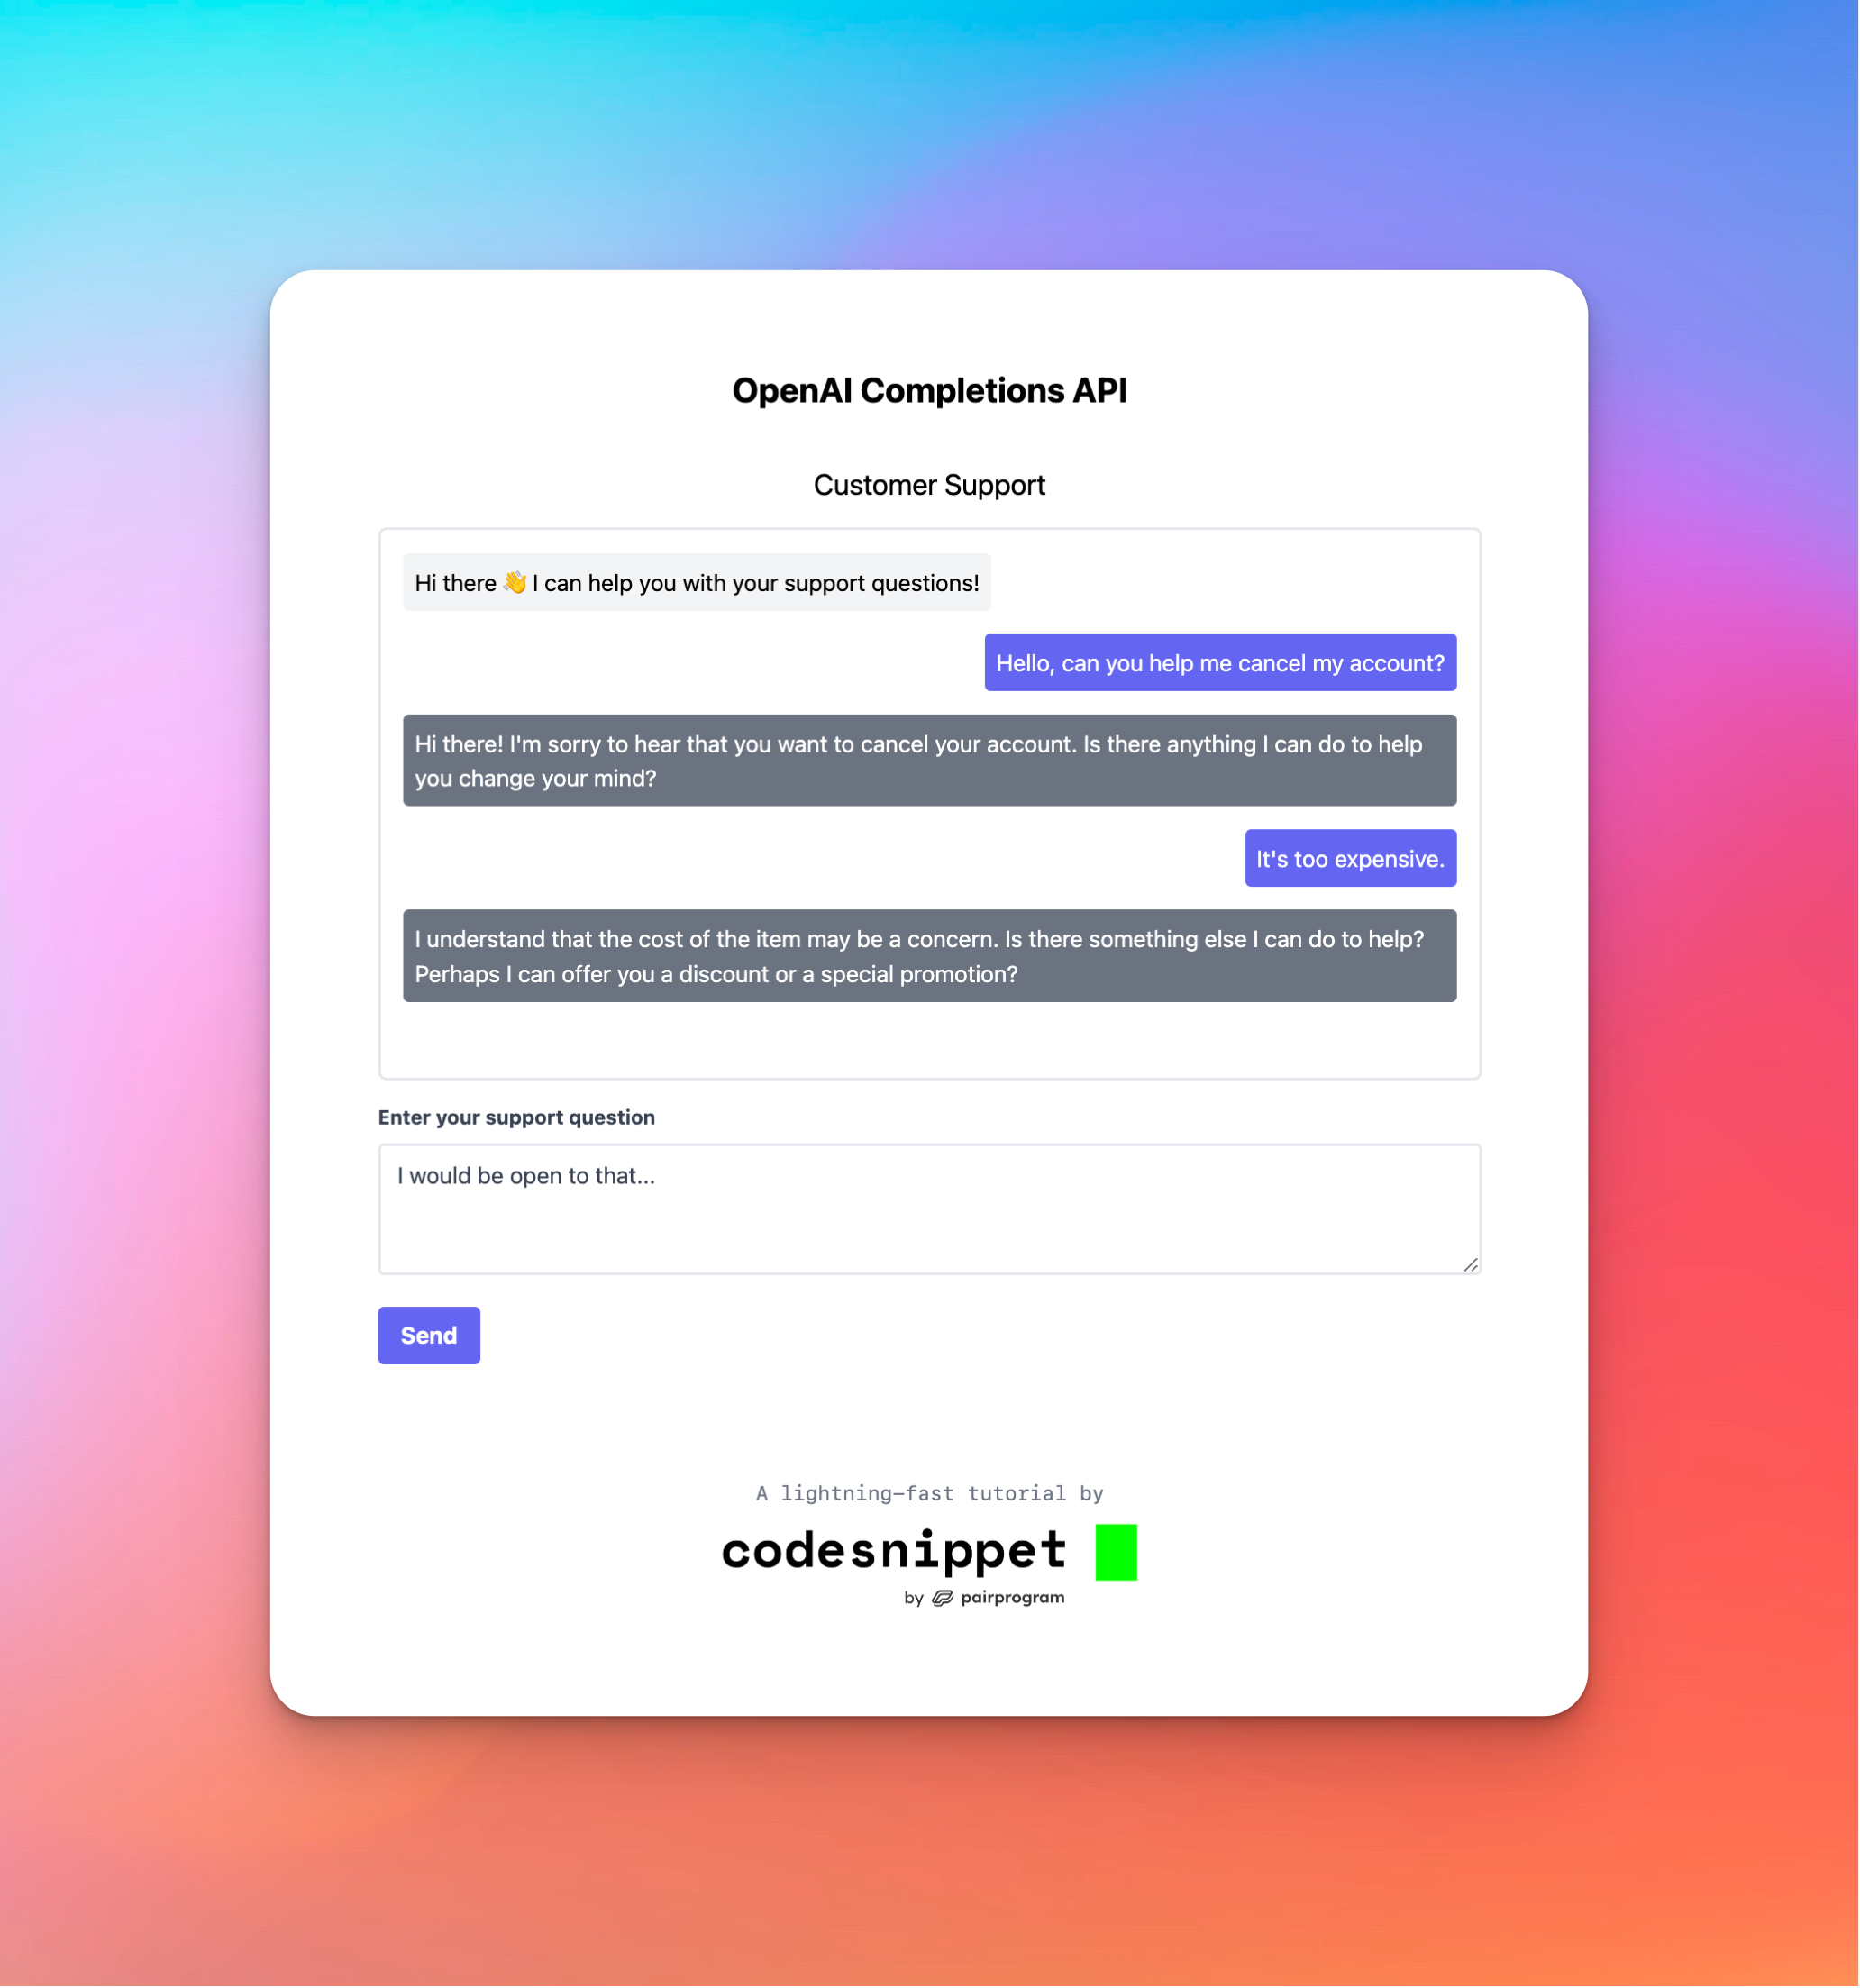 OpenAI Completions API
Customer Support
Hi there 👋 I can help you with your support questions!
Hello, can you help me cancel my account?
Hi there! I'm sorry to hear that you want to cancel your account. Is there anything I can do to help
you change your mind?
It's too expensive.
I understand that the cost of the item may be a concern. Is there something else I can do to help?
Perhaps I can offer you a discount or a special promotion?
Enter your support question
I would be open to that...
Send
A lightning-fast tutorial by
codesnippet
by pairprogram